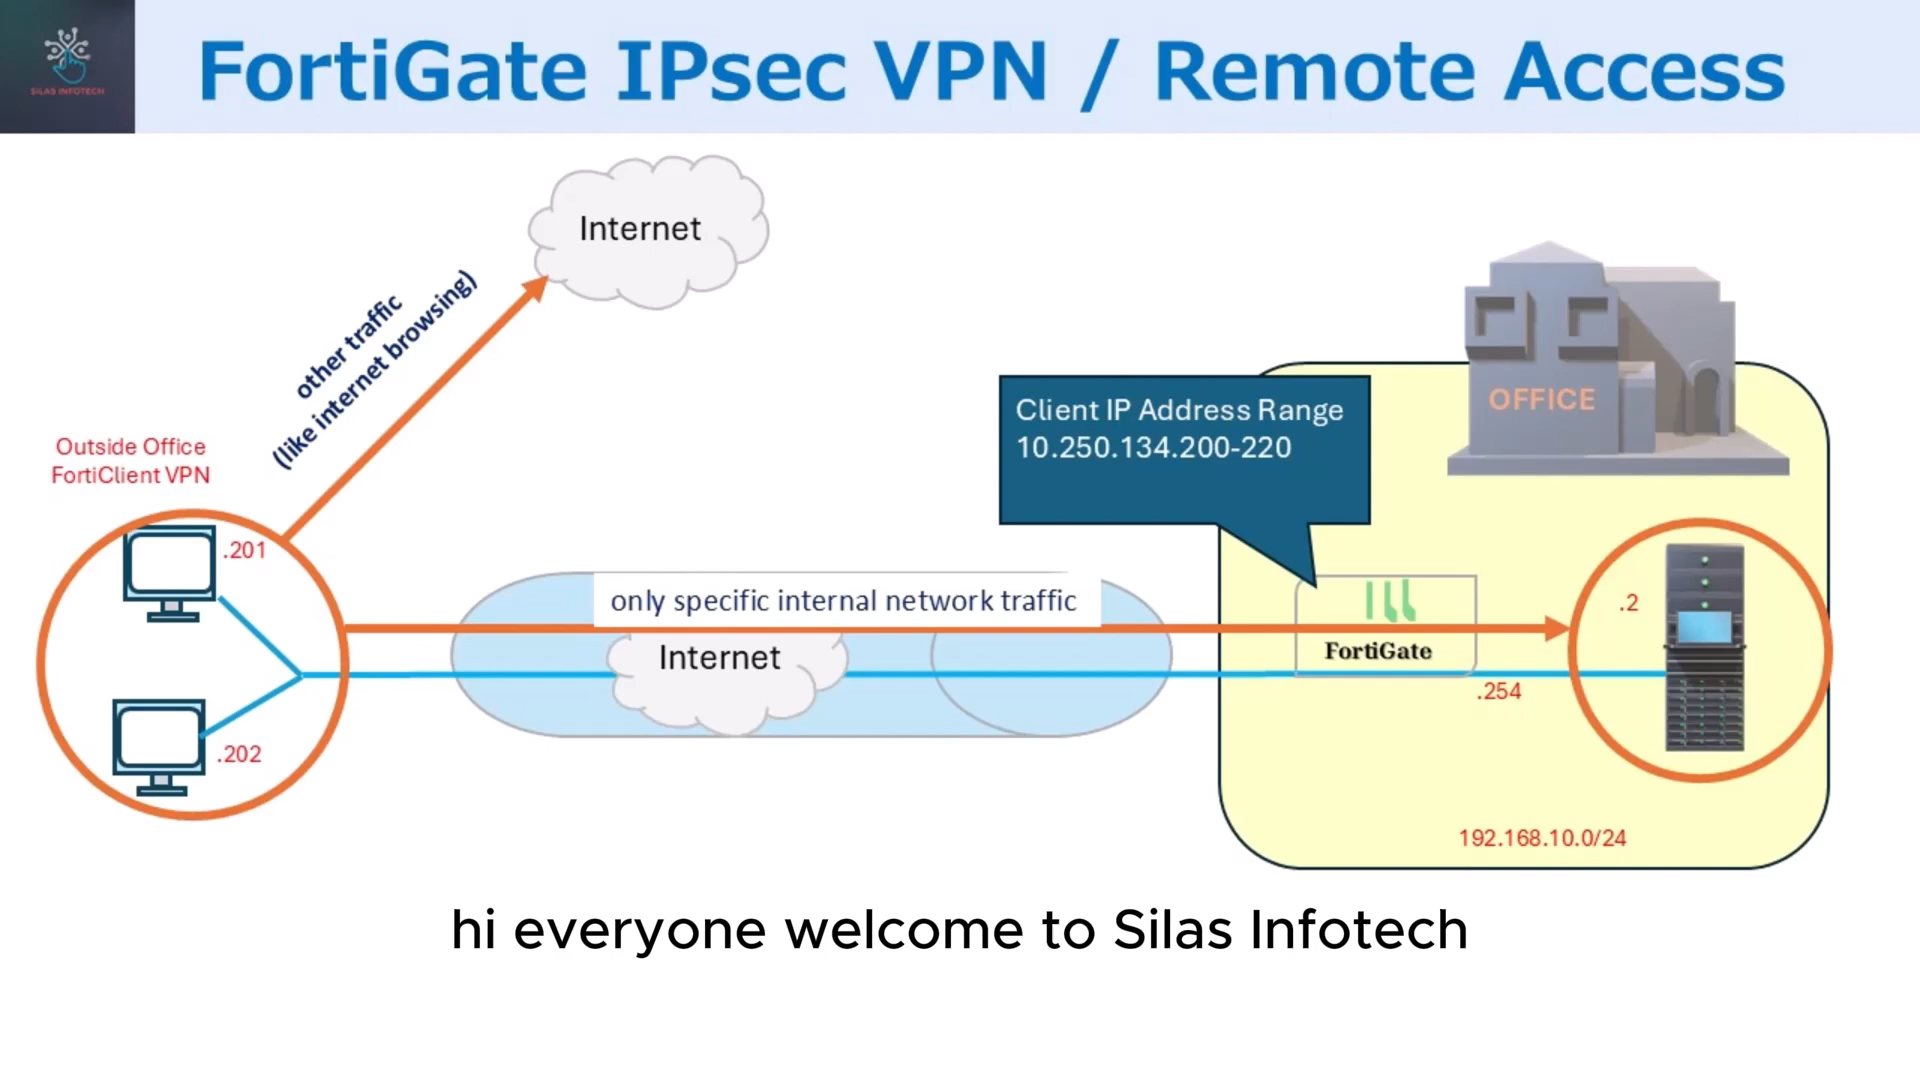 SILAS INFOTECH
FortiGate IPsec VPN / Remote Access
Internet
other traffic
(like internet browsing)
OFFICE
Client IP Address Range
10.250.134.200-220
Outside Office
FortiClient VPN
.201
only specific internal network traffic
.2
Internet
FortiGate
.254
.202
192.168.10.0/24
hi everyone welcome to Silas Infotech